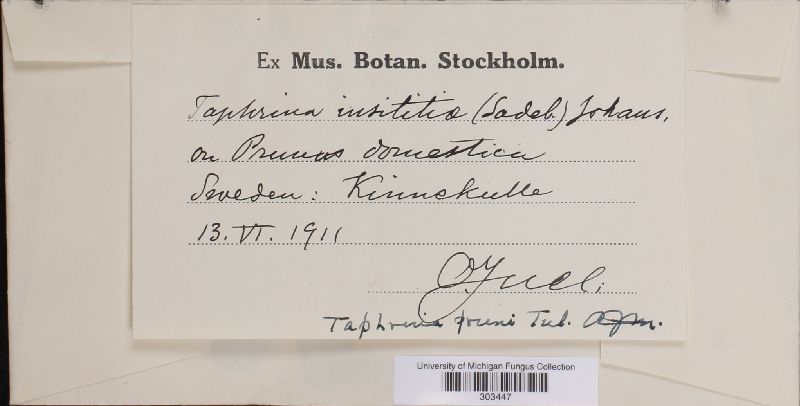 Ex Mus. Botan. Stockholm.
Taphrina insititiæ (Sadeb.) Johans.
on Prunus domestica
Sweden: Kinnekulle
13. VI. 1911
O. Juel.
Taphrina pruni Tul.
University of Michigan Fungus Collection
303447